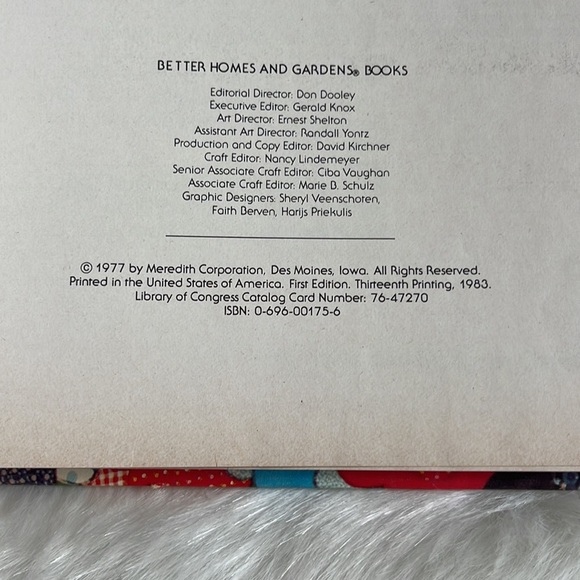 BETTER HOMES AND GARDENS® BOOKS
Editorial Director: Don Dooley
Executive Editor: Gerald Knox
Art Director: Ernest Shelton
Assistant Art Director: Randall Yontz
Production and Copy Editor: David Kirchner
Craft Editor: Nancy Lindemeyer
Senior Associate Craft Editor: Ciba Vaughan
Associate Craft Editor: Marie B. Schulz
Graphic Designers: Sheryl Veenschoten,
Faith Berven, Harijs Priekulis
© 1977 by Meredith Corporation, Des Moines, Iowa. All Rights Reserved.
Printed in the United States of America. First Edition. Thirteenth Printing, 1983.
Library of Congress Catalog Card Number: 76-47270
ISBN: 0-696-00175-6